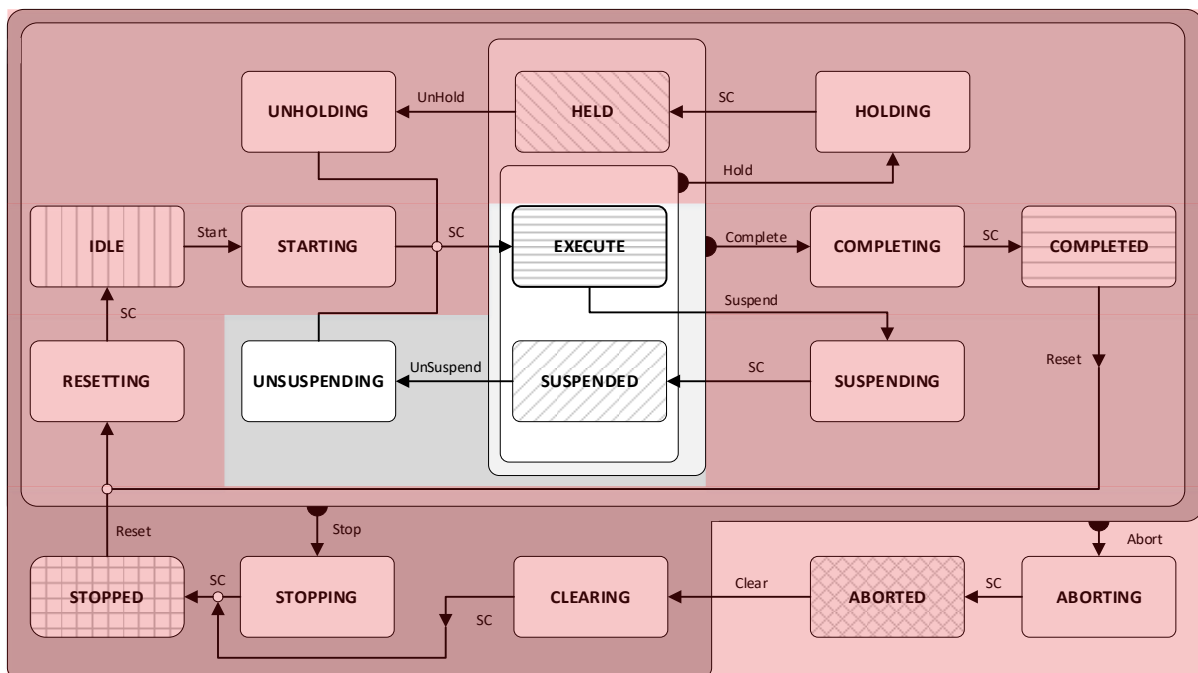 UNHOLDING
UnHold
HELD
SC
HOLDING
Hold
IDLE
Start
STARTING
SC
EXECUTE
Complete
COMPLETING
SC
COMPLETED
SC
Suspend
RESETTING
UNSUSPENDING
UnSuspend
SUSPENDED
SC
SUSPENDING
Reset
Reset
Stop
Abort
STOPPED
SC
STOPPING
SC
CLEARING
Clear
ABORTED
SC
ABORTING